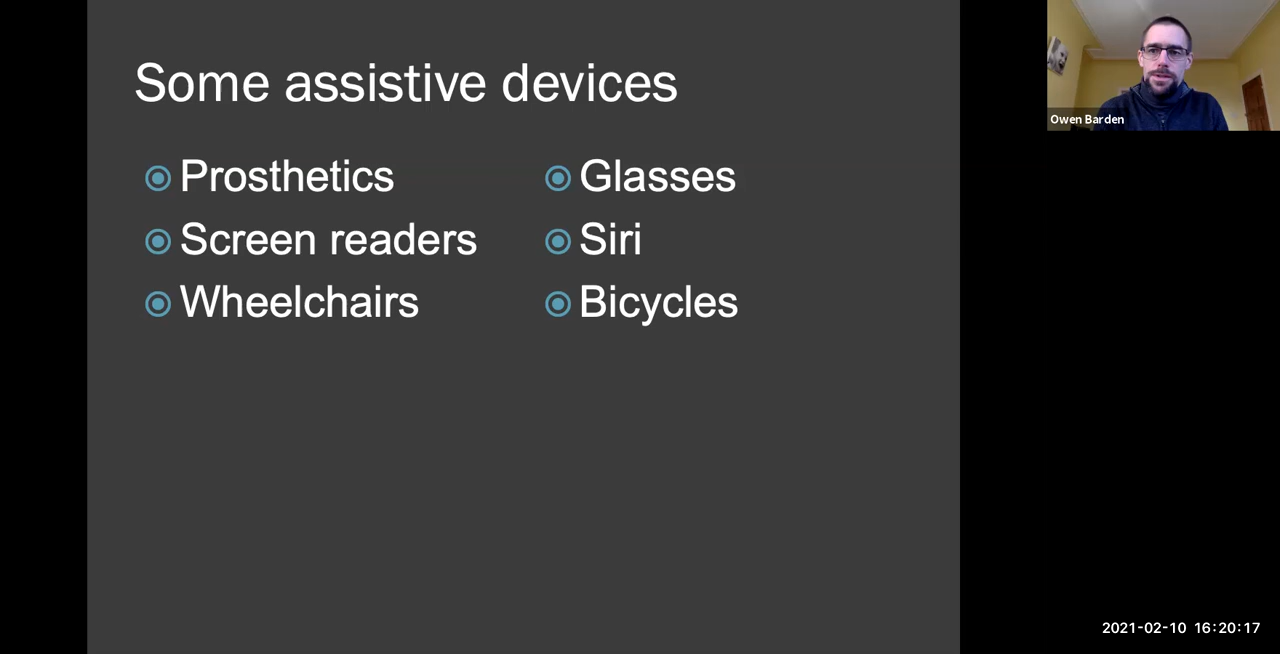 Some assistive devices
Prosthetics
Screen readers
Wheelchairs
Glasses
Siri
Bicycles
Owen Barden
2021-02-10 16:20:17